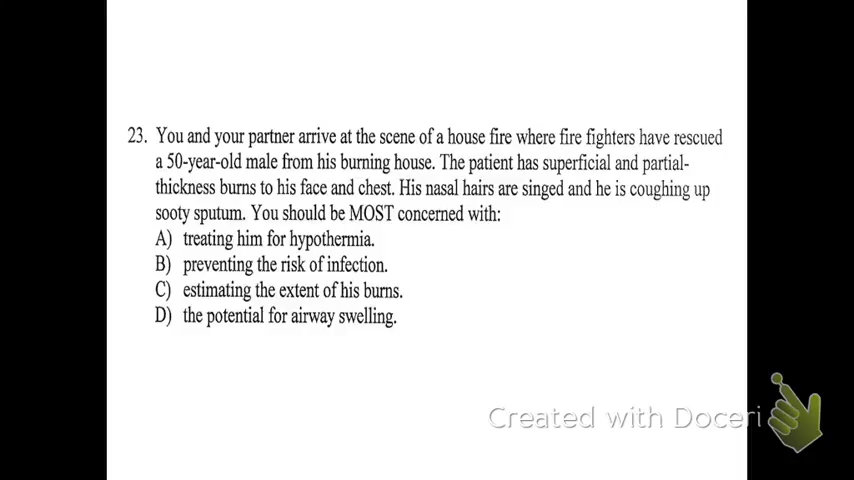 23. You and your partner arrive at the scene of a house fire where fire fighters have rescued
a 50-year-old male from his burning house. The patient has superficial and partial-
thickness burns to his face and chest. His nasal hairs are singed and he is coughing up
sooty sputum. You should be MOST concerned with:
A) treating him for hypothermia.
B) preventing the risk of infection.
C) estimating the extent of his burns.
D) the potential for airway swelling.
Created with Doceri